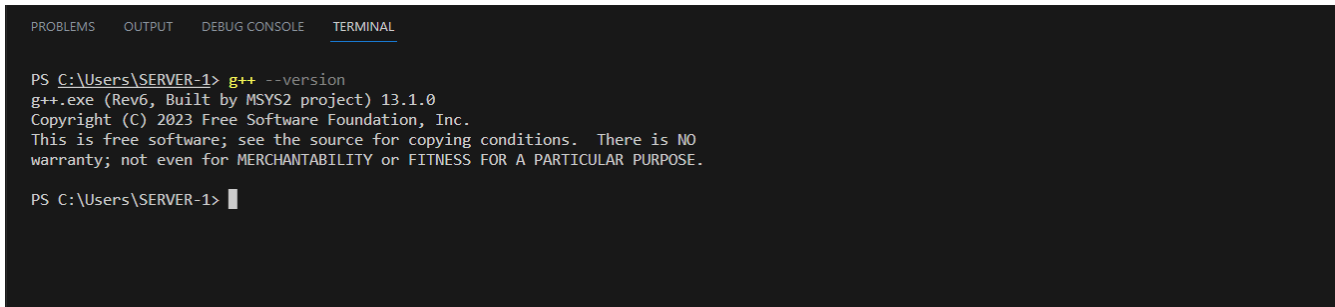 PROBLEMS OUTPUT DEBUG CONSOLE TERMINAL
PS C:\Users\SERVER-1> g++ --version
g++.exe (Rev6, Built by MSYS2 project) 13.1.0
Copyright (C) 2023 Free Software Foundation, Inc.
This is free software; see the source for copying conditions.  There is NO
warranty; not even for MERCHANTABILITY or FITNESS FOR A PARTICULAR PURPOSE.
PS C:\Users\SERVER-1>